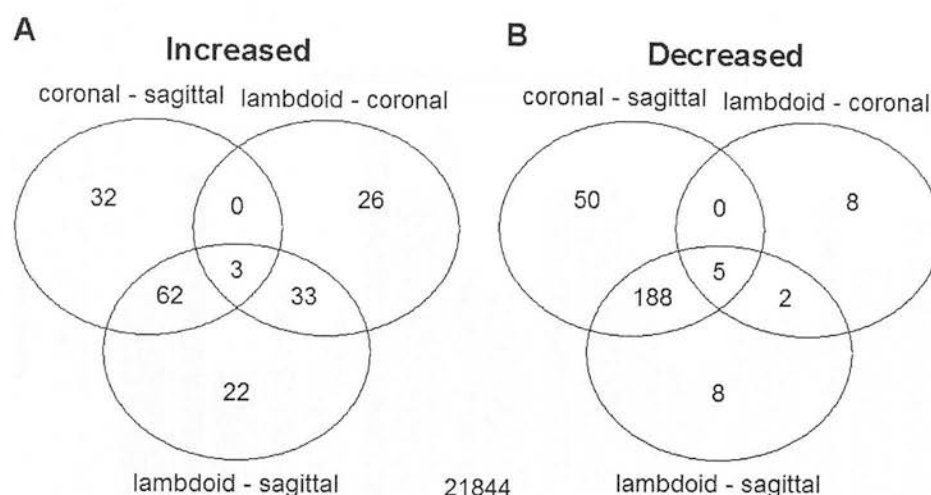 A
Increased
coronal - sagittal lambdoid - coronal
32
0
26
3
62
33
22
lambdoid - sagittal
21844
B
Decreased
coronal - sagittal lambdoid - coronal
50
0
8
5
188
2
8
lambdoid - sagittal